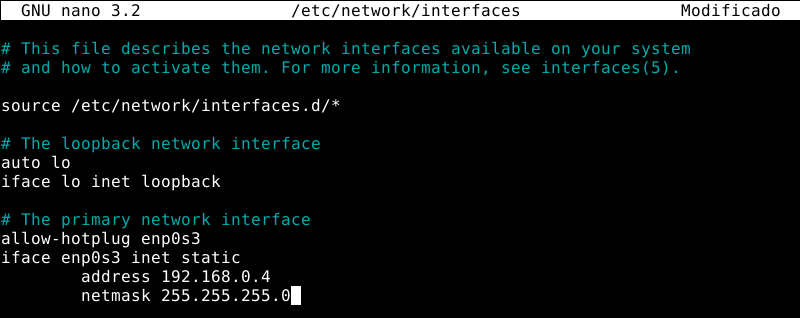 GNU nano 3.2 /etc/network/interfaces Modificado
# This file describes the network interfaces available on your system
# and how to activate them. For more information, see interfaces(5).
source /etc/network/interfaces.d/*
# The loopback network interface
auto lo
iface lo inet loopback
# The primary network interface
allow-hotplug enp0s3
iface enp0s3 inet static
address 192.168.0.4
netmask 255.255.255.0